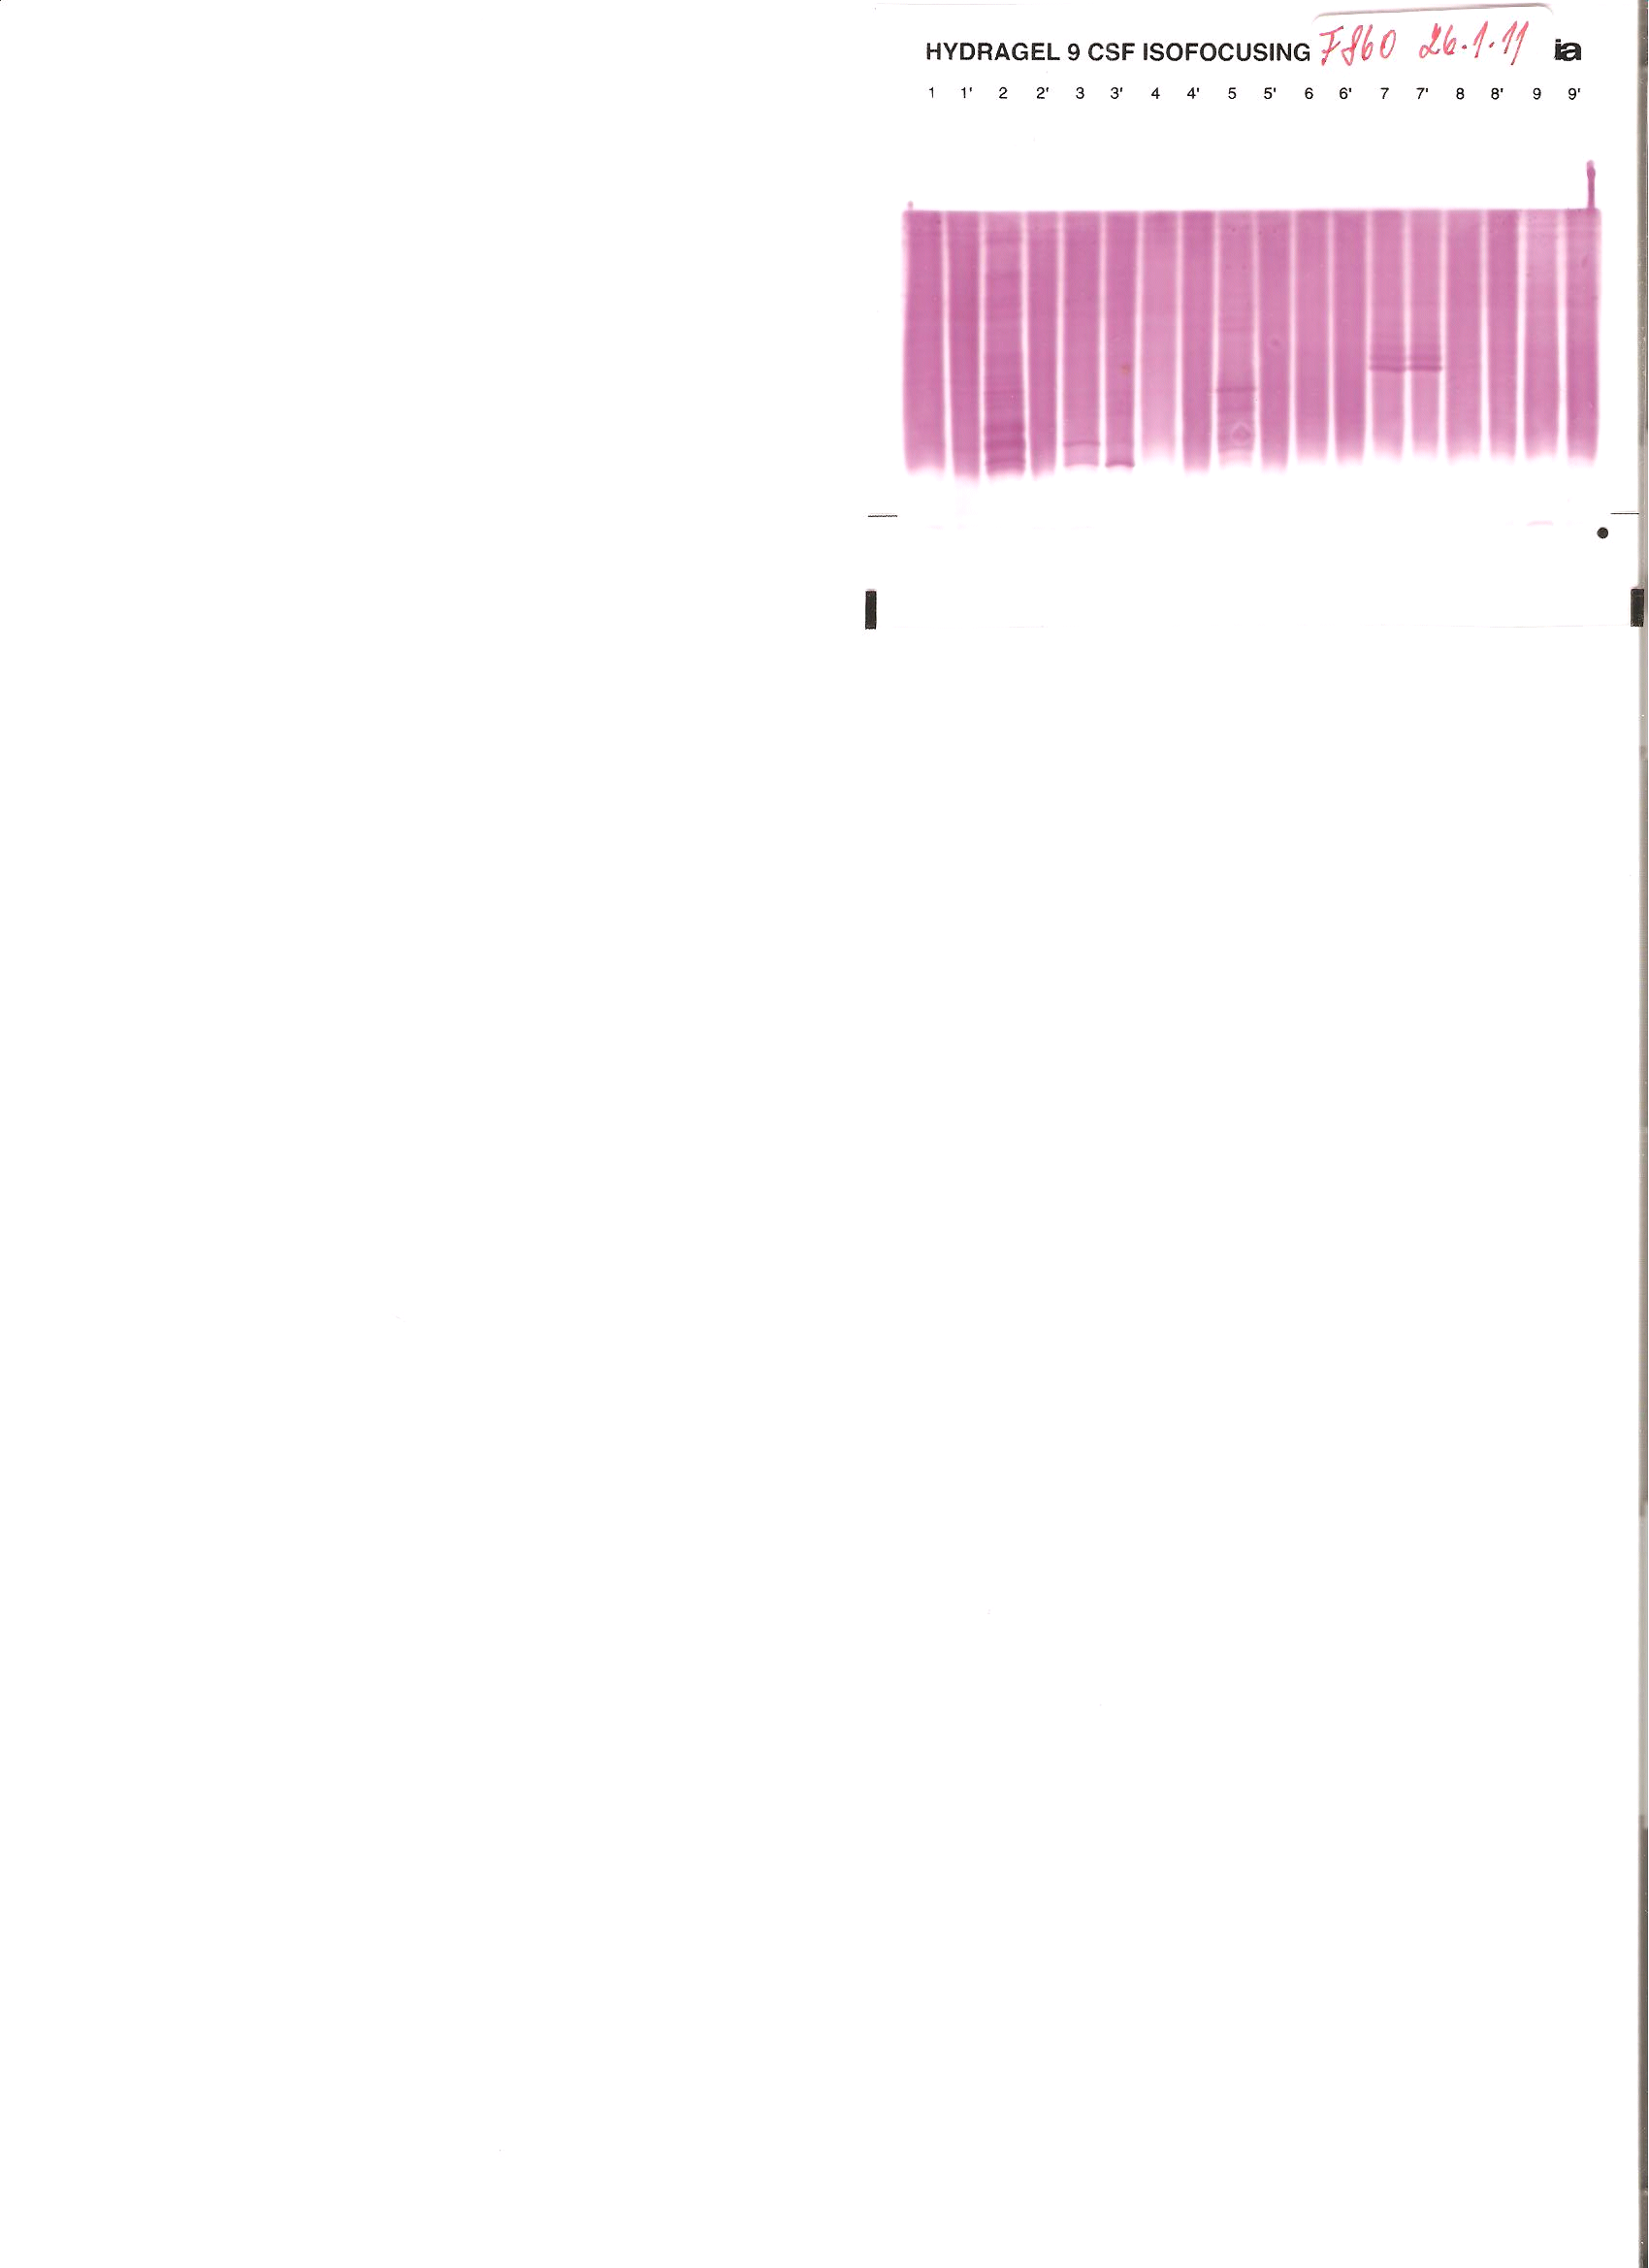 HYDRAGEL 9 CSF ISOFOCUSING F860 26.1.11 ia
1 1' 2 2' 3 3' 4 4' 5 5' 6 6' 7 7' 8 8' 9 9'